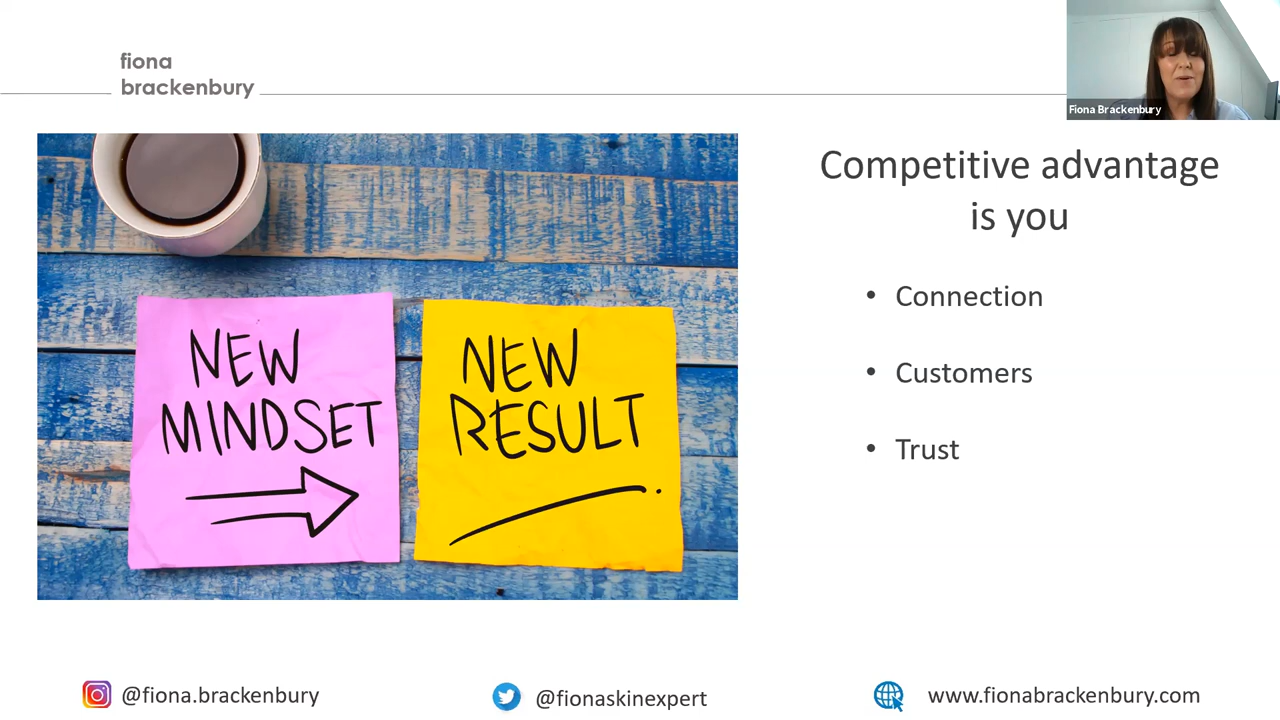 fiona
brackenbury
Fiona Brackenbury
Competitive advantage
is you
• Connection
• Customers
• Trust
NEW
MINDSET
NEW
RESULT
@fiona.brackenbury
@fionaskinexpert
www.fionabrackenbury.com